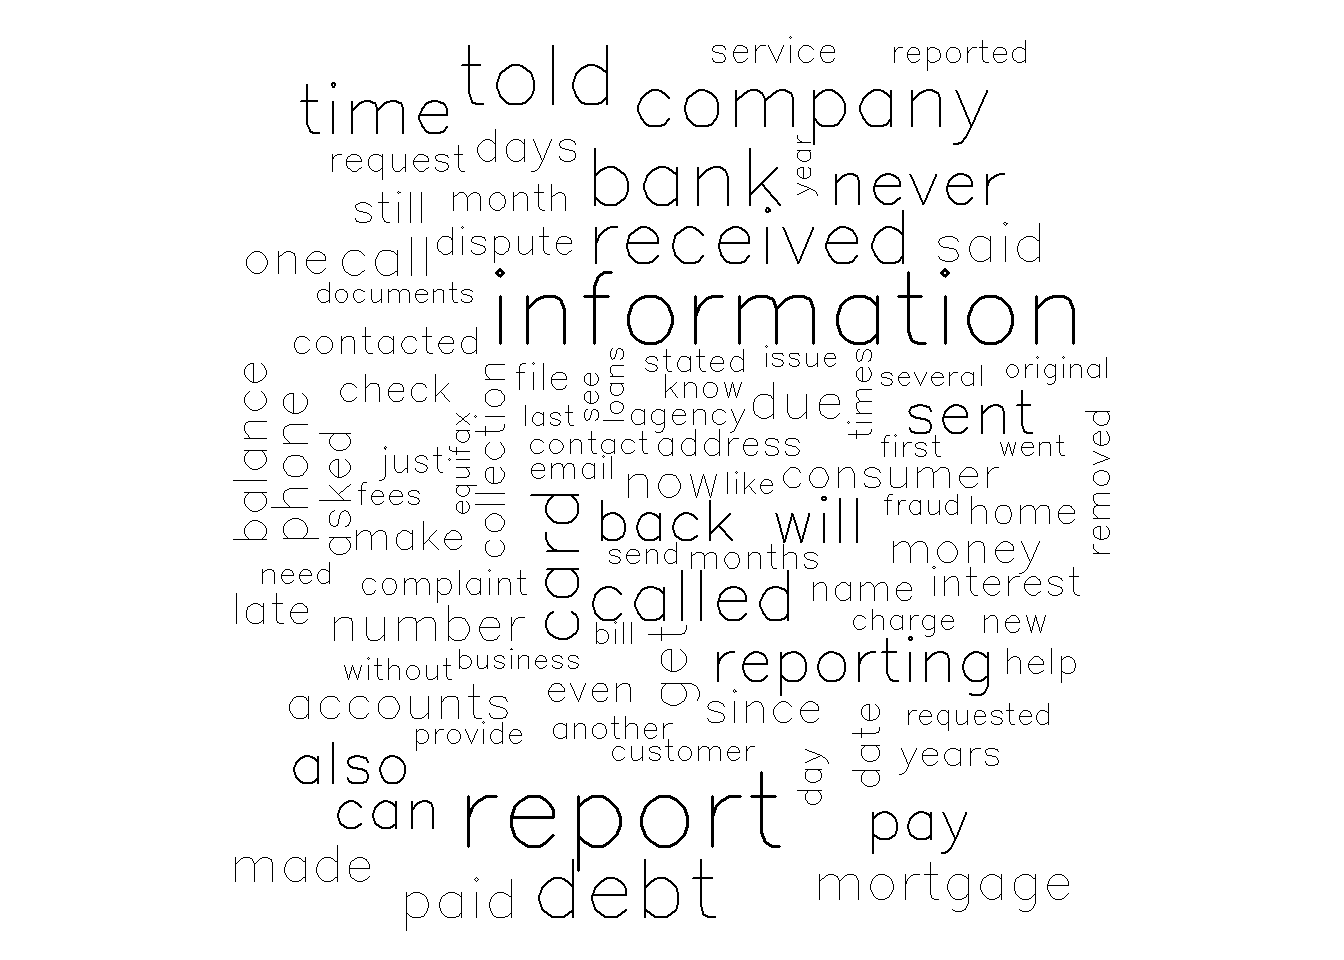 service reported
told
time company
request days year
bank never
still month
received said
one call dispute
documents information
contacted
stated issue times several original
balance check collection file see loans know
phone last agency due sent
asked equifax contact address first went removed
just email now like consumer
fees card back will fraud home
make send months money
need complaint called name interest
late number bill get charge new
without business reporting help
accounts even since date requested
provide another
customer day years
also
can report pay
made debt mortgage
paid